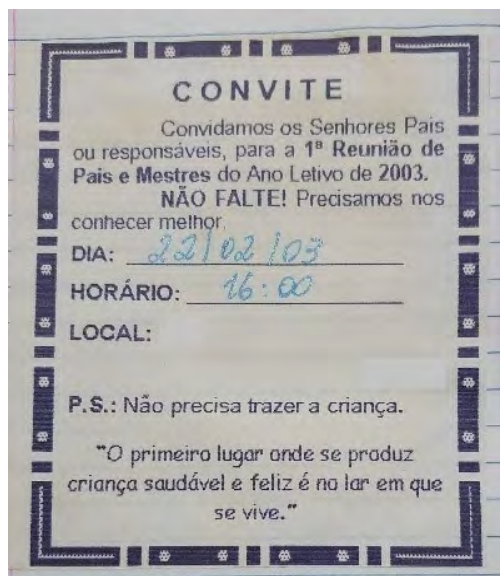 CONVITE
Convidamos os Senhores Pais
ou responsáveis, para a 1ª Reunião de
Pais e Mestres do Ano Letivo de 2003.
NÃO FALTE! Precisamos nos
conhecer melhor.
DIA: 22/02/03
HORÁRIO: 16:00
LOCAL:
P.S.: Não precisa trazer a criança.
"O primeiro lugar onde se produz
criança saudável e feliz é no lar em que
se vive."